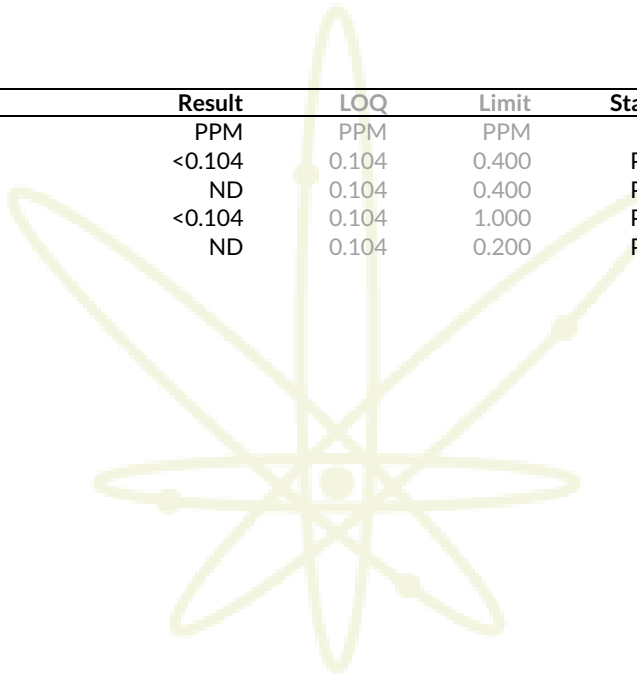 Result LOQ Limit Sta
PPM PPM PPM
<0.104 0.104 0.400 P
ND 0.104 0.400 P
<0.104 0.104 1.000 P
ND 0.104 0.200 P